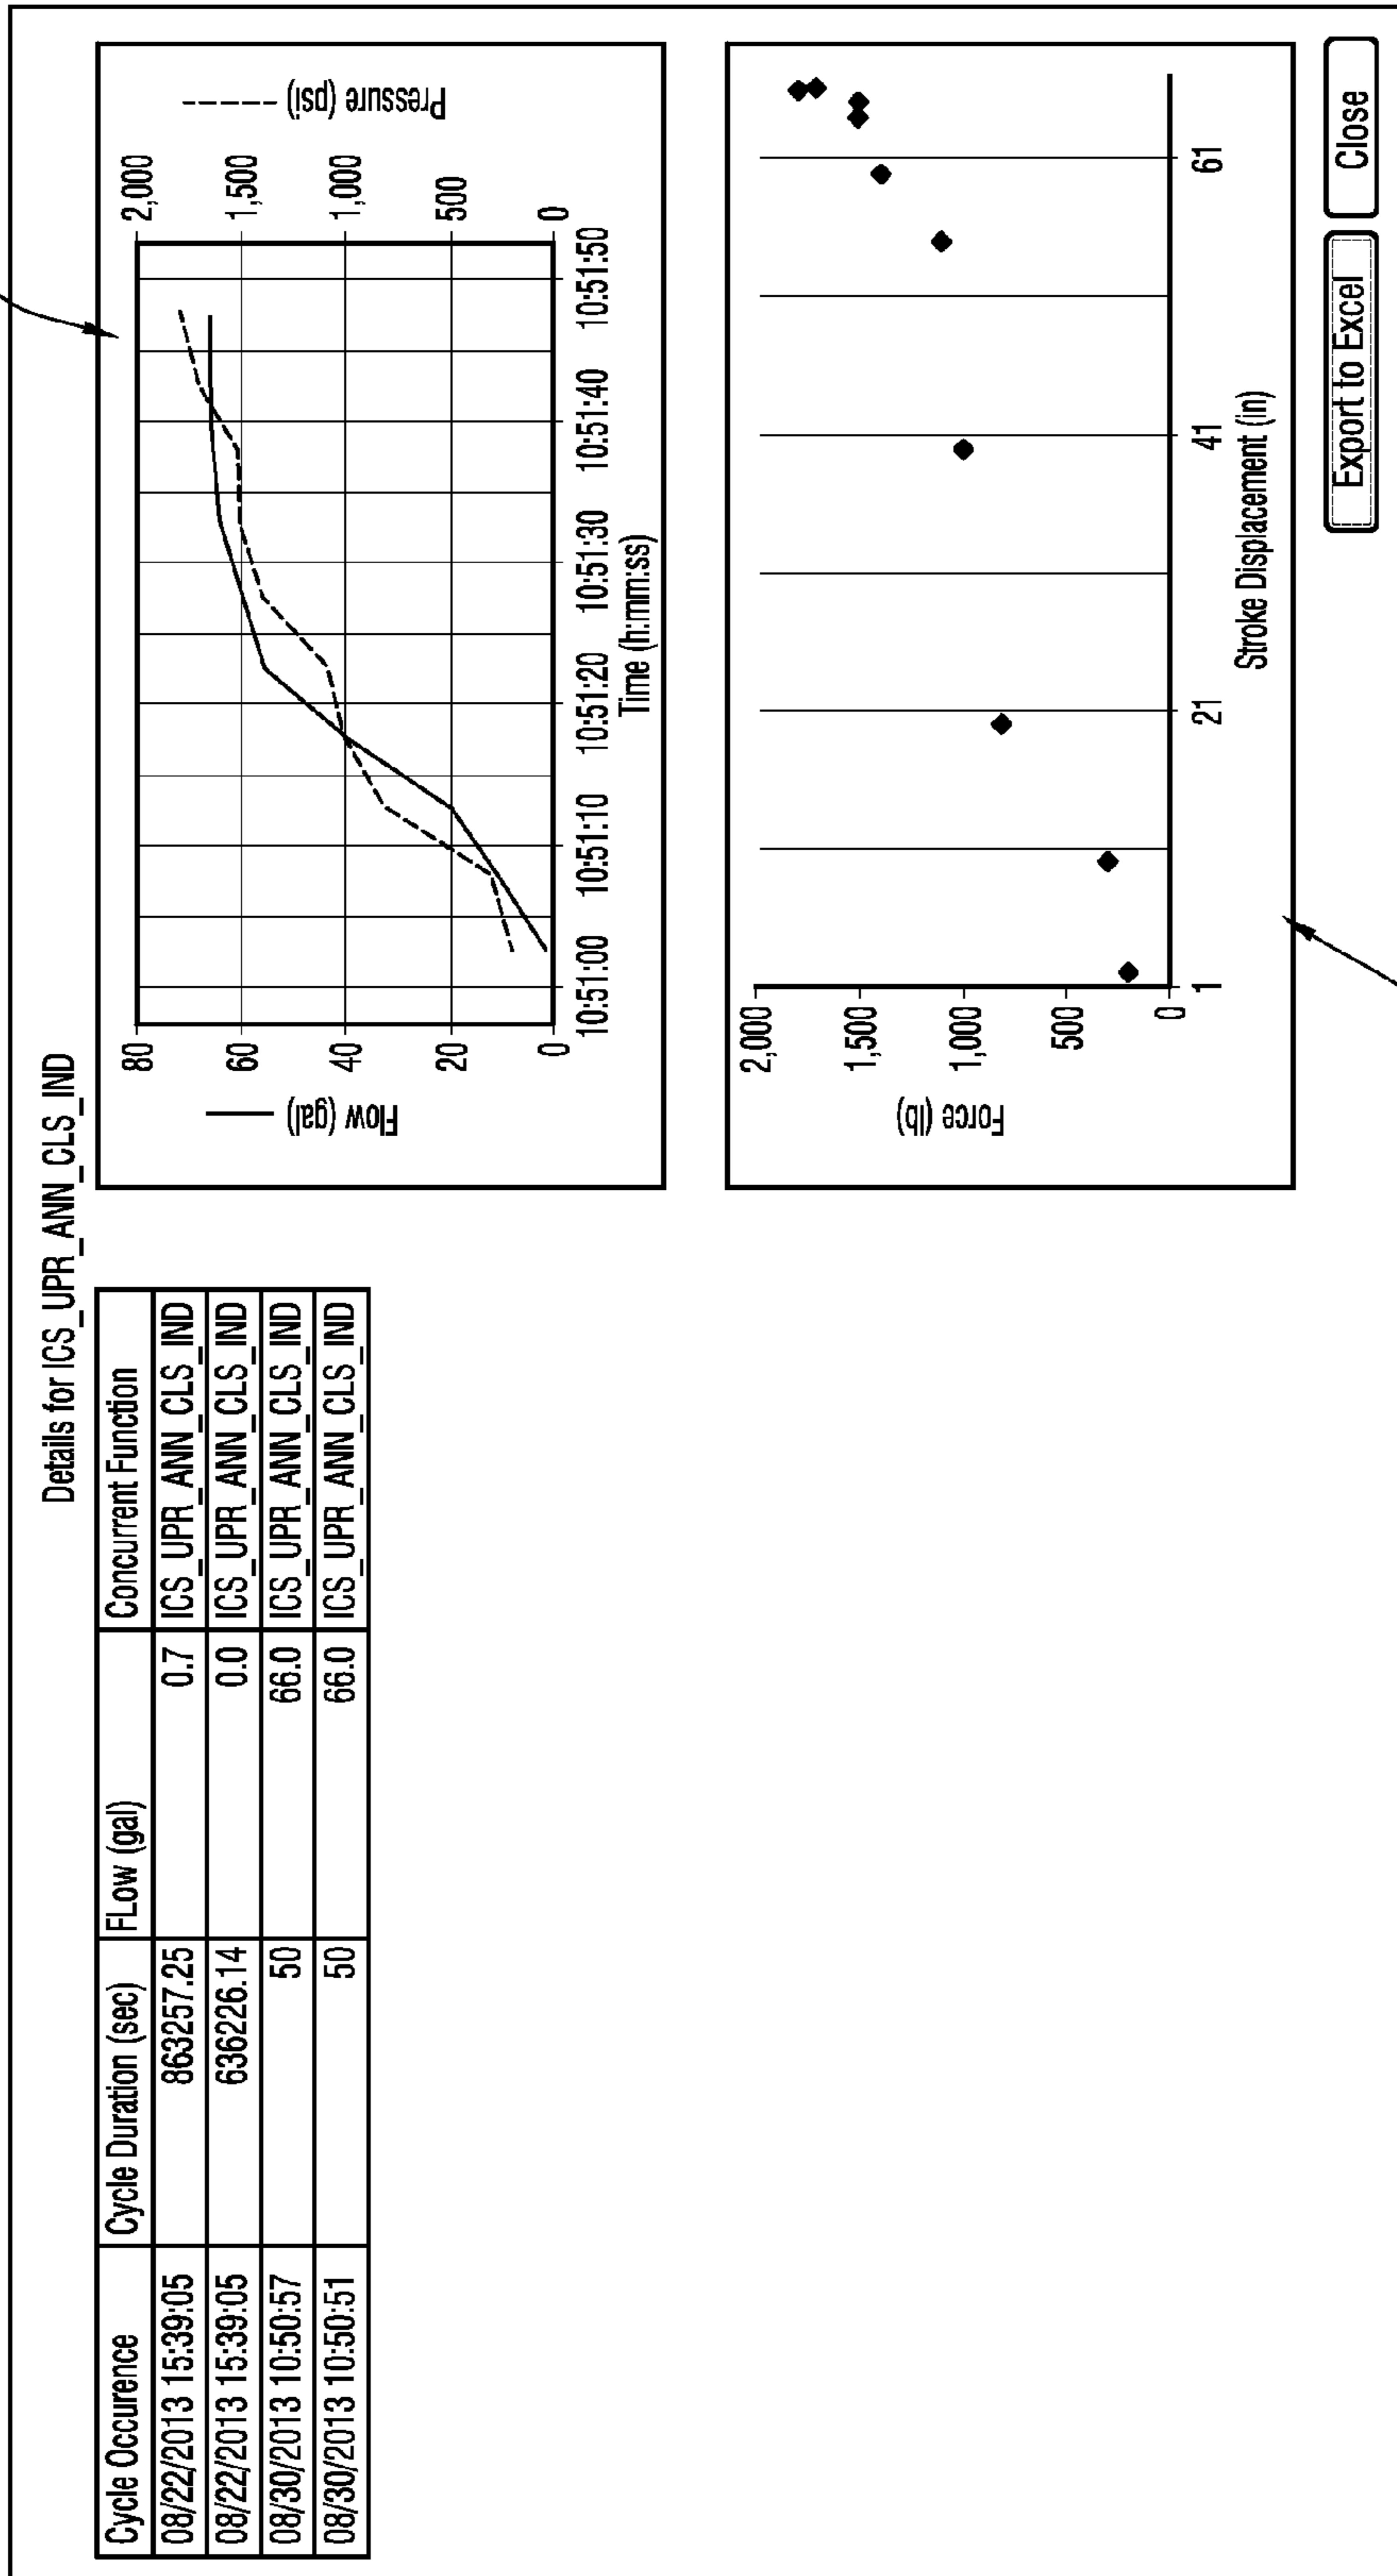 Details for ICS_UPR_ANN_CLS_IND
Cycle Occurence Cycle Duration (sec) FLow (gal) Concurrent Function
08/22/2013 15:39:05 863257.25 0.7 ICS_UPR_ANN_CLS_IND
08/22/2013 15:39:05 636226.14 0.0 ICS_UPR_ANN_CLS_IND
08/30/2013 10:50:57 50 66.0 ICS_UPR_ANN_CLS_IND
08/30/2013 10:50:51 50 66.0 ICS_UPR_ANN_CLS_IND
Flow (gal)
80
60
40
20
0
2,000
1,500
1,000
500
0
Pressure (psi)
10:51:00 10:51:10 10:51:20 10:51:30 10:51:40 10:51:50
Time (h:mm:ss)
Force (lb)
2,000
1,500
1,000
500
0
1 21 41 61
Stroke Displacement (in)
Export to Excel Close